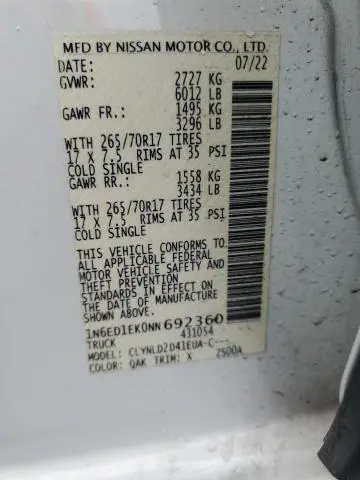 MFD BY NISSAN MOTOR CO., LTD.
DATE: 07/22
GVWR: 2727 KG
6012 LB
GAWR FR: 1495 KG
3296 LB
WITH 265/70R17 TIRES
17 X 7.5 RIMS AT 35 PSI
COLD SINGLE
GAWR RR: 1558 KG
3434 LB
WITH 265/70R17 TIRES
17 X 7.5 RIMS AT 35 PSI
COLD SINGLE
THIS VEHICLE CONFORMS TO
ALL APPLICABLE FEDERAL
MOTOR VEHICLE SAFETY AND
THEFT PREVENTION
STANDARDS IN EFFECT ON
THE DATE OF MANUFACTURE
SHOWN ABOVE.
1N6ED1EK0NN692360
TRUCK 431054
MODEL: CLYNLD2D41EUA-C---
COLOR: QAK TRIM: X 2500A